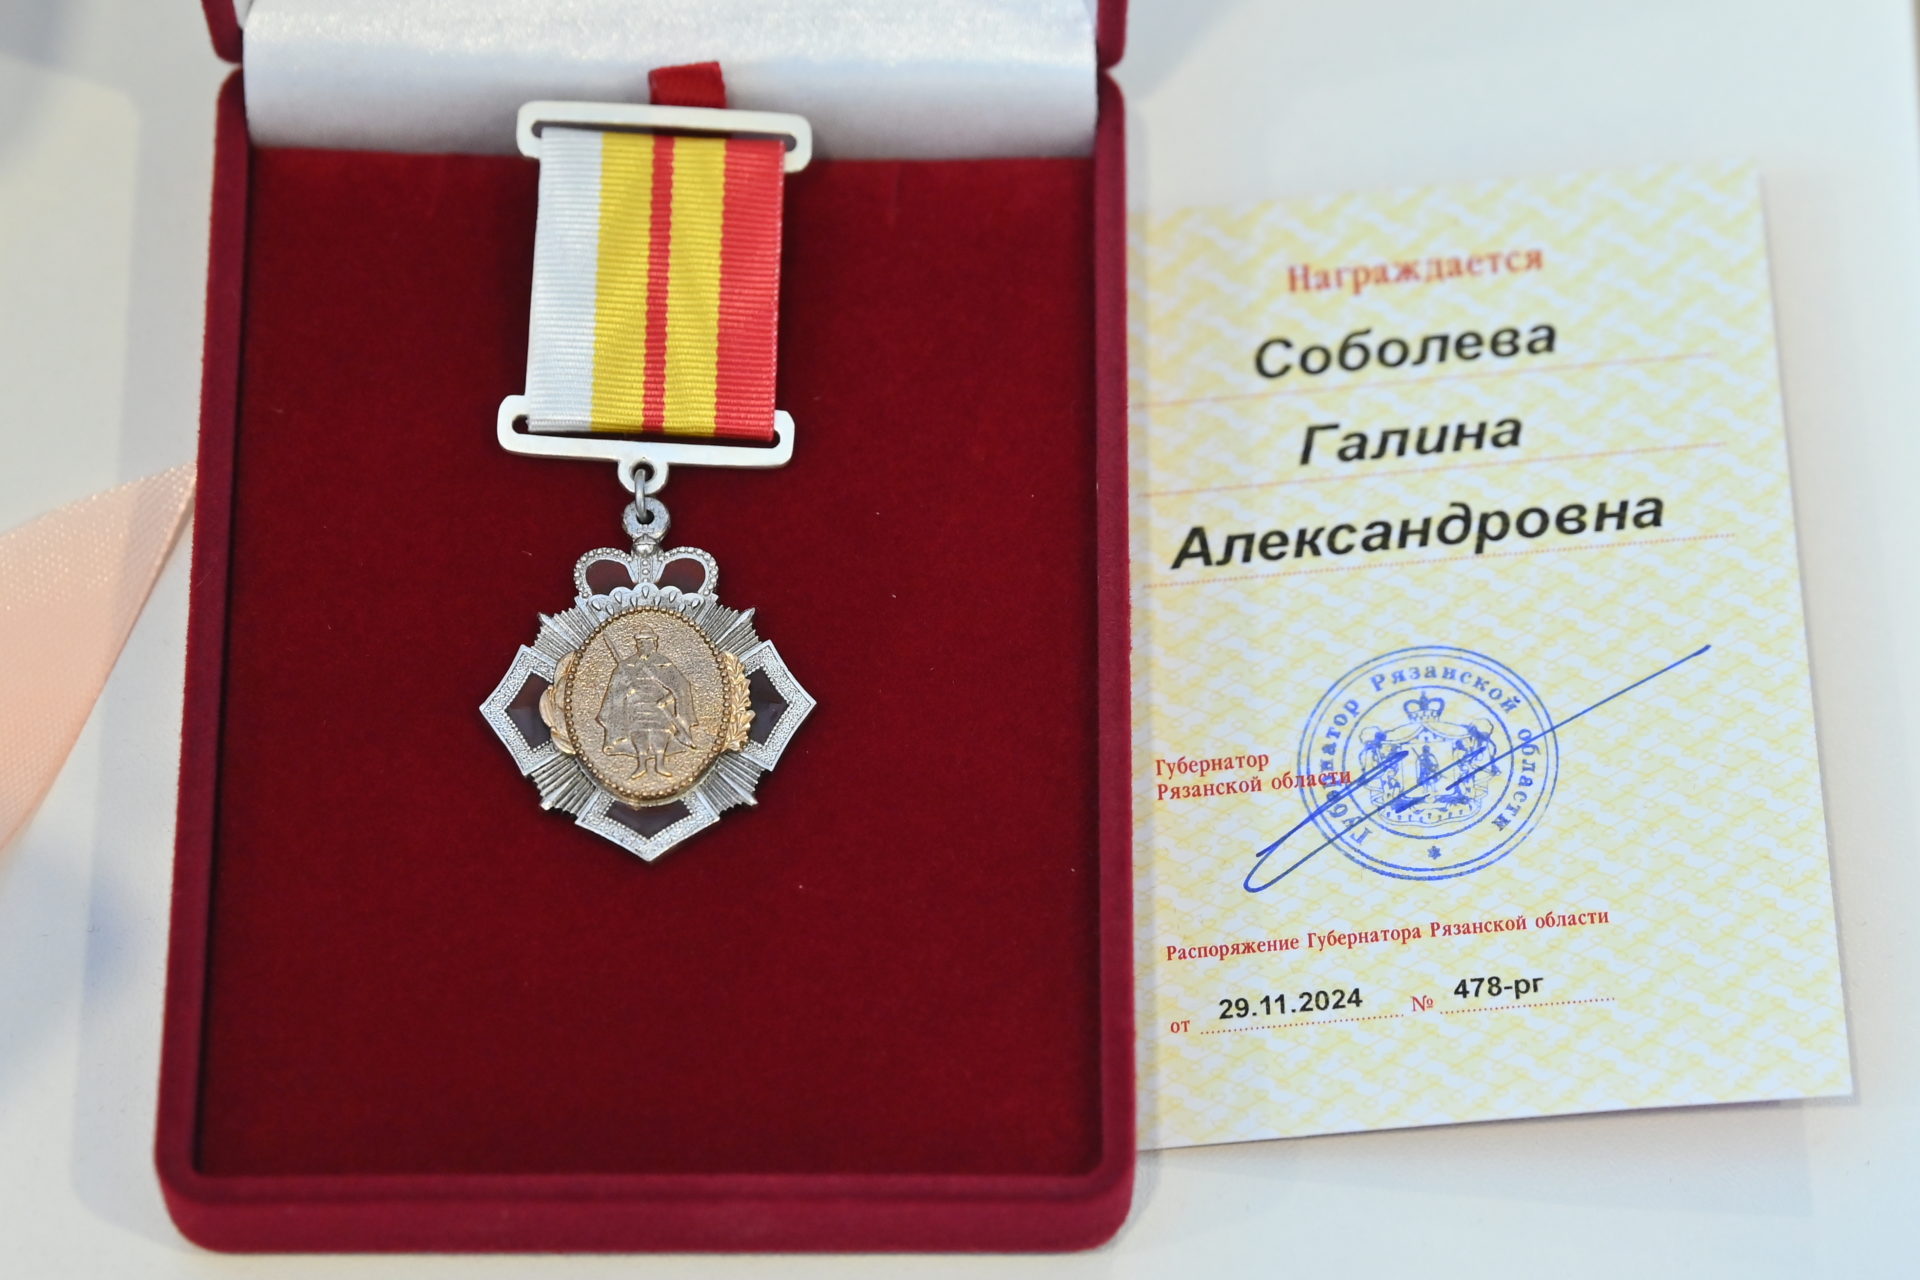 Награждается
Соболева
Галина
Александровна
Губернатор Рязанской области
Губернатор
Рязанской области
Распоряжение Губернатора Рязанской области
от 29.11.2024 № 478-рг